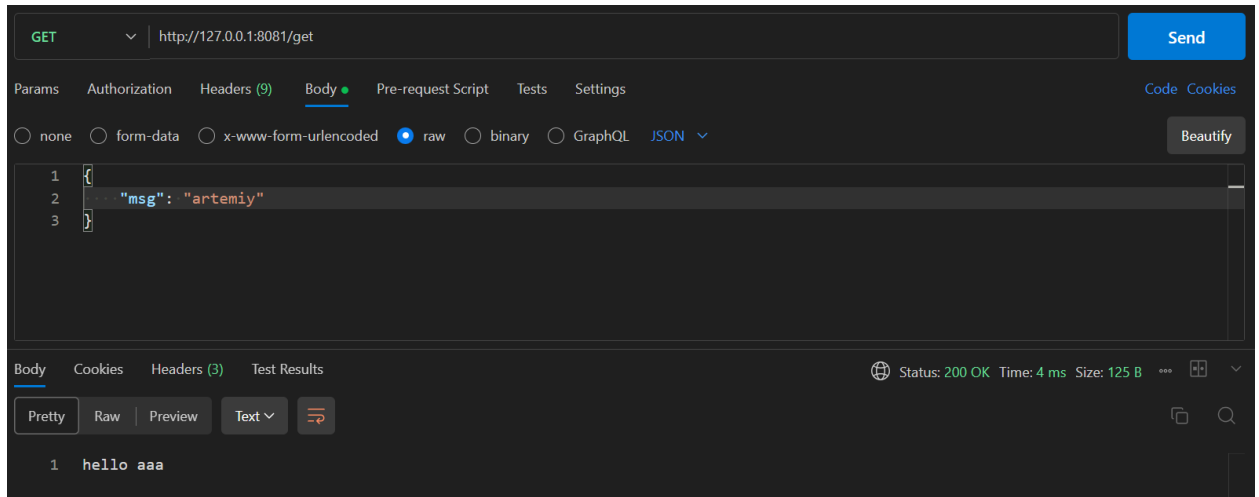 GET http://127.0.0.1:8081/get Send
Params Authorization Headers (9) Body Pre-request Script Tests Settings Code Cookies
none form-data x-www-form-urlencoded raw binary GraphQL JSON Beautify
1 {
2 "msg": "artemiy"
3 }
Body Cookies Headers (3) Test Results Status: 200 OK Time: 4 ms Size: 125 B
Pretty Raw Preview Text
1 hello aaa